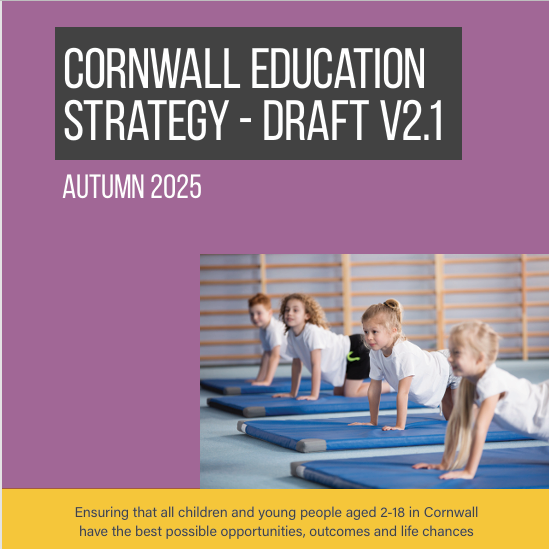 CORNWALL EDUCATION
STRATEGY - DRAFT V2.1
AUTUMN 2025
Ensuring that all children and young people aged 2-18 in Cornwall
have the best possible opportunities, outcomes and life chances